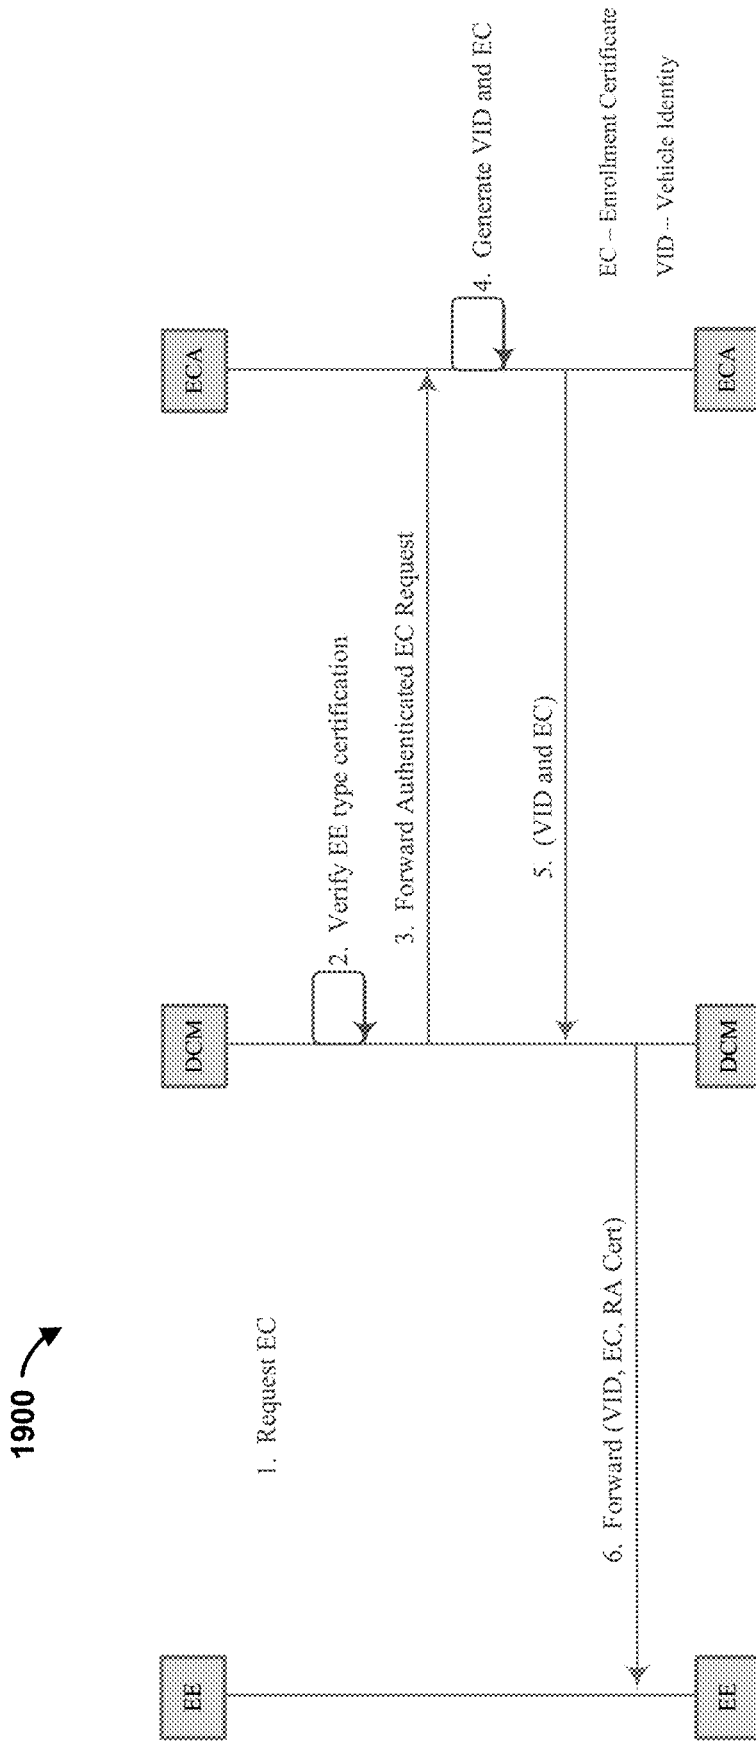 1900
EE
DCM
ECA
1. Request EC
2. Verify EE type certification
3. Forward Authenticated EC Request
4. Generate VID and EC
5. (VID and EC)
6. Forward (VID, EC, RA Cert)
EC – Enrollment Certificate
VID – Vehicle Identity
EE
DCM
ECA